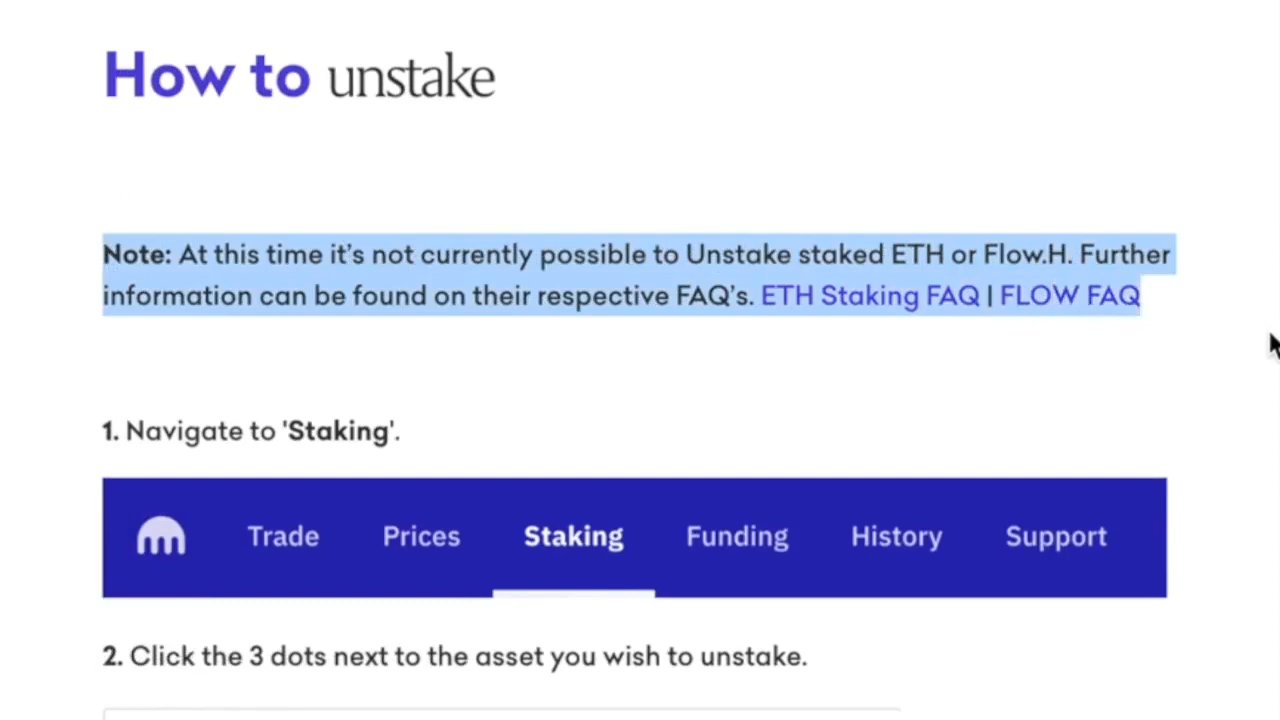 How to unstake
Note: At this time it’s not currently possible to Unstake staked ETH or Flow.H. Further
information can be found on their respective FAQ’s. ETH Staking FAQ | FLOW FAQ
1. Navigate to 'Staking'.
Trade Prices Staking Funding History Support
2. Click the 3 dots next to the asset you wish to unstake.